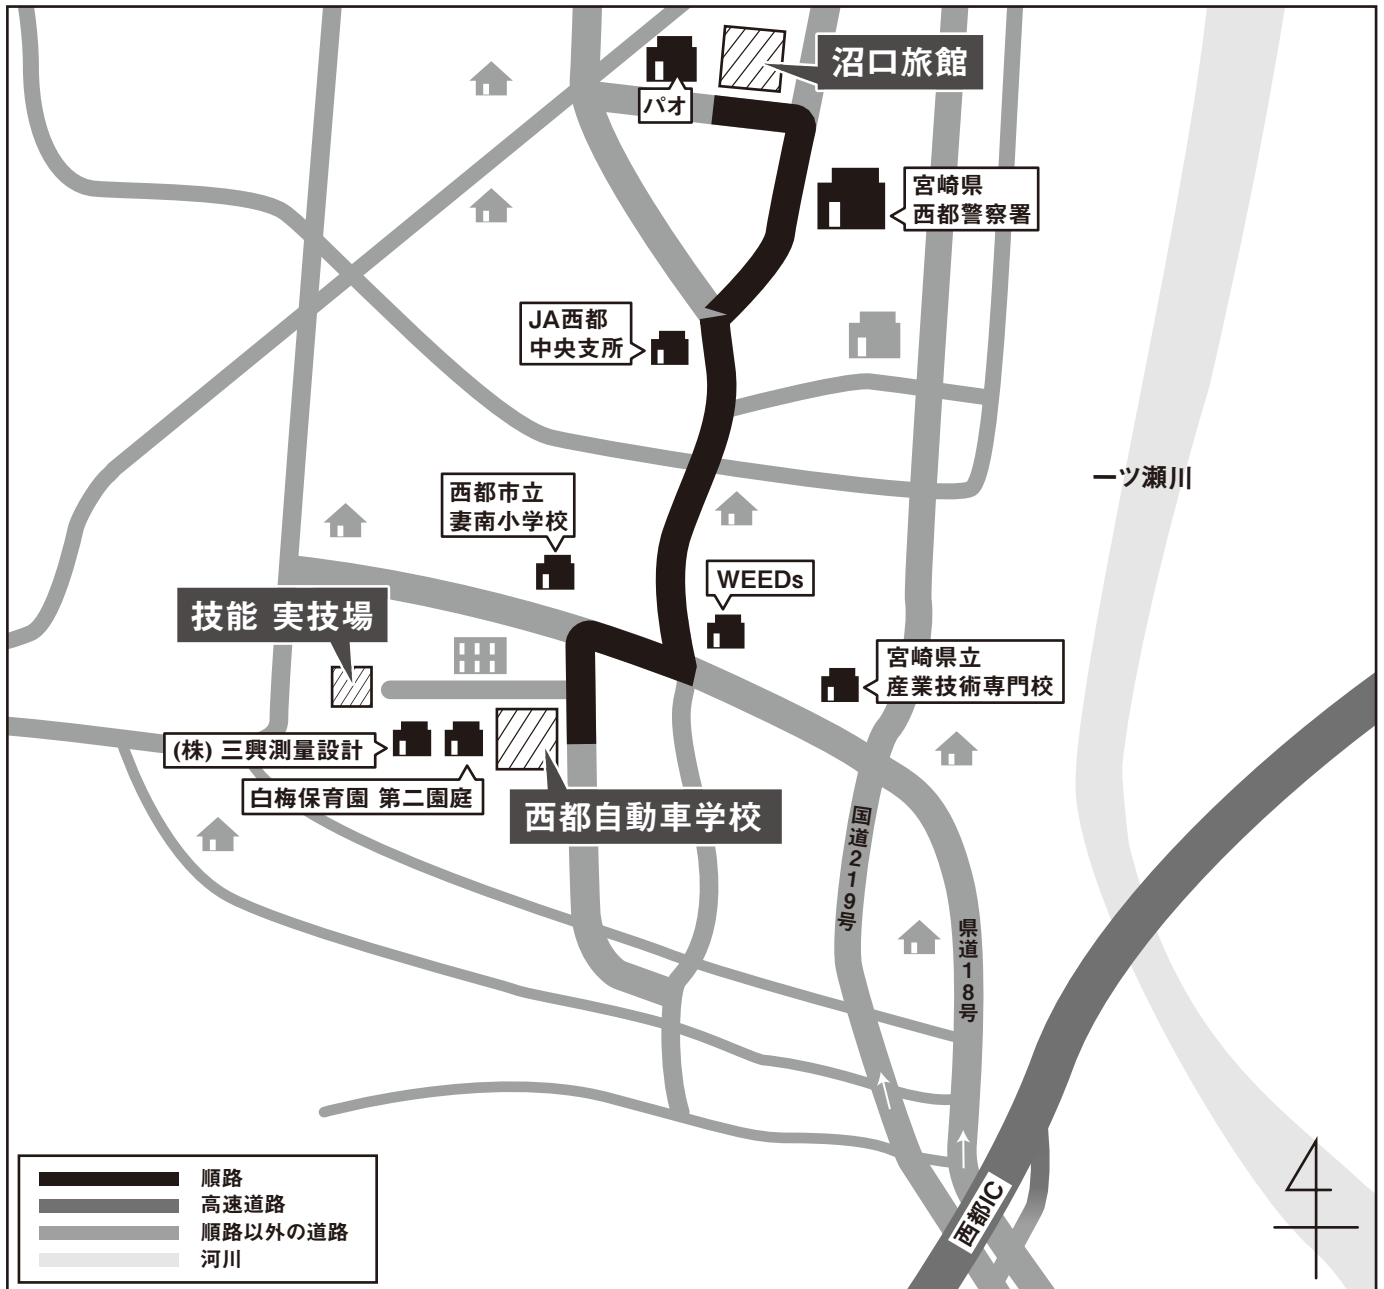 沼口旅館
パオ
宮崎県
西都警察署
JA西都
中央支所
一ツ瀬川
西都市立
妻南小学校
WEEDs
技能 実技場
宮崎県立
産業技術専門校
(株) 三興測量設計
白梅保育園 第二園庭
西都自動車学校
国道219号
県道18号
西都IC
順路
高速道路
順路以外の道路
河川